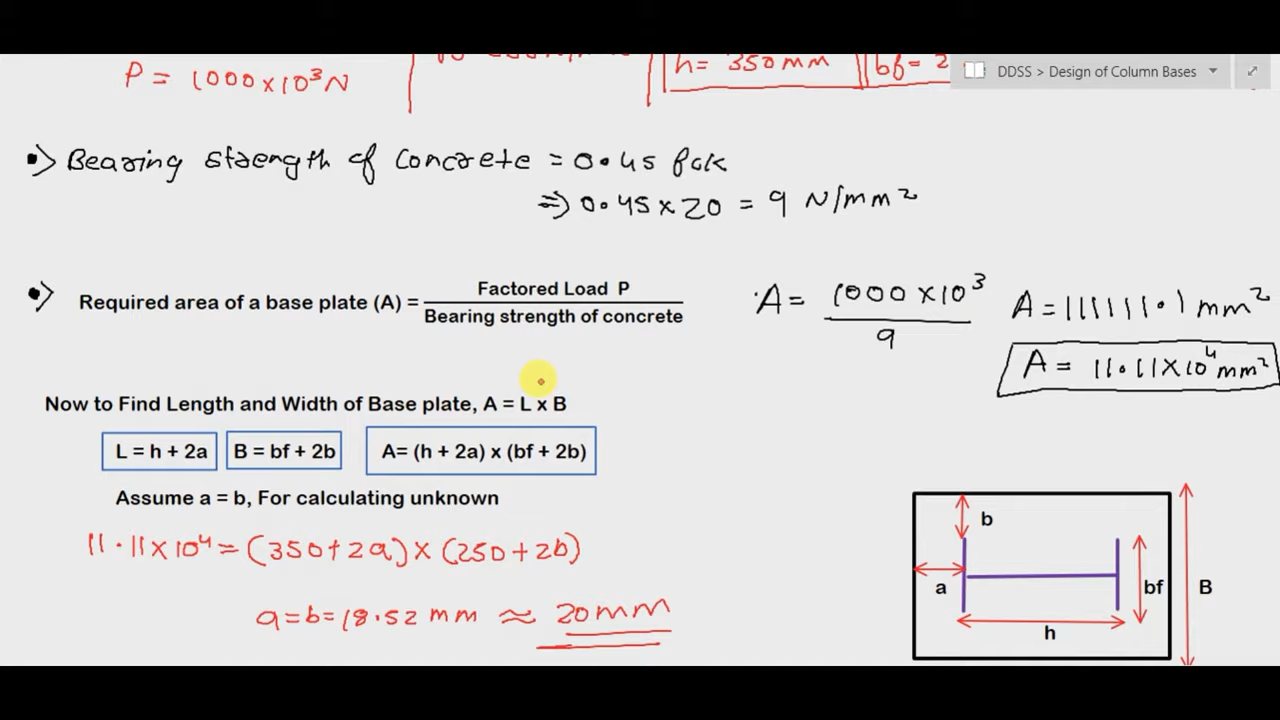 P = 1000×10³N
h = 350 mm
bf = 2
DDSS > Design of Column Bases
Bearing strength of concrete = 0.45 fck
⇒ 0.45×20 = 9 N/mm²
Required area of a base plate (A) = Factored Load P
Bearing strength of concrete
A = 1000×10³
9
A = 111111.1 mm²
A = 11.11×10⁴ mm²
Now to Find Length and Width of Base plate, A = L x B
L = h + 2a
B = bf + 2b
A= (h + 2a) x (bf + 2b)
Assume a = b, For calculating unknown
11.11×10⁴ = (350+2a)×(250+2b)
a=b=18.52 mm ≈ 20mm
b
a
bf
B
h